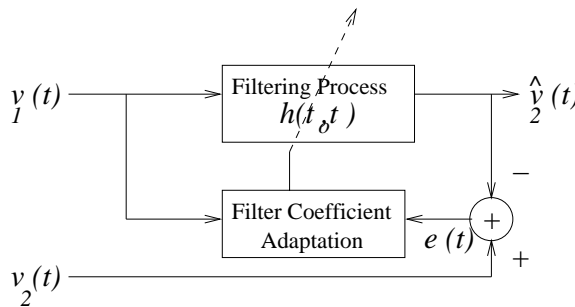 v1(t)
Filtering Process
h(t0, t)
v̂2(t)
−
Filter Coefficient
Adaptation
+
e(t)
+
v2(t)